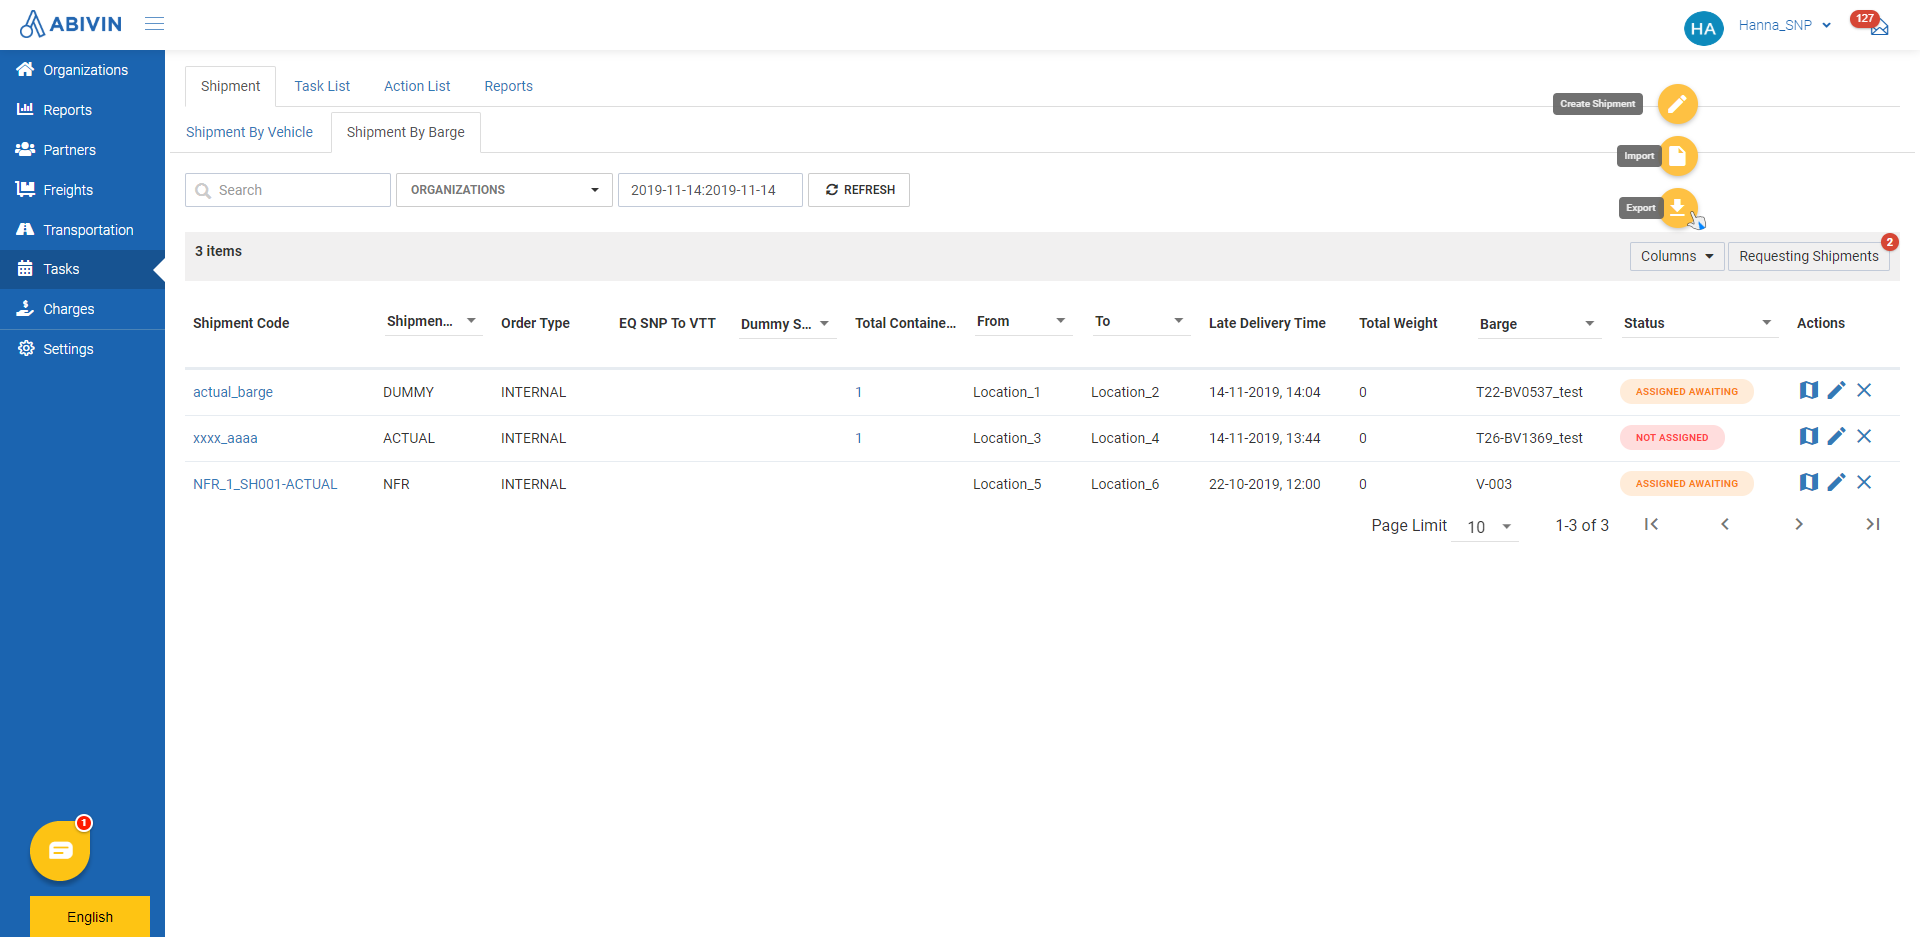 ABIVIN
HA
Hanna_SNP
127
Organizations
Reports
Partners
Freights
Transportation
Tasks
Charges
Settings
Shipment
Task List
Action List
Reports
Create Shipment
Shipment By Vehicle
Shipment By Barge
Import
Search
ORGANIZATIONS
2019-11-14:2019-11-14
REFRESH
Export
3 items
Columns
Requesting Shipments
2
Shipment Code
Shipmen...
Order Type
EQ SNP To VTT
Dummy S...
Total Containe...
From
To
Late Delivery Time
Total Weight
Barge
Status
Actions
actual_barge DUMMY INTERNAL 1 Location_1 Location_2 14-11-2019, 14:04 0 T22-BV0537_test ASSIGNED AWAITING
xxxx_aaaa ACTUAL INTERNAL 1 Location_3 Location_4 14-11-2019, 13:44 0 T26-BV1369_test NOT ASSIGNED
NFR_1_SH001-ACTUAL NFR INTERNAL Location_5 Location_6 22-10-2019, 12:00 0 V-003 ASSIGNED AWAITING
Page Limit 10 1-3 of 3
1
English